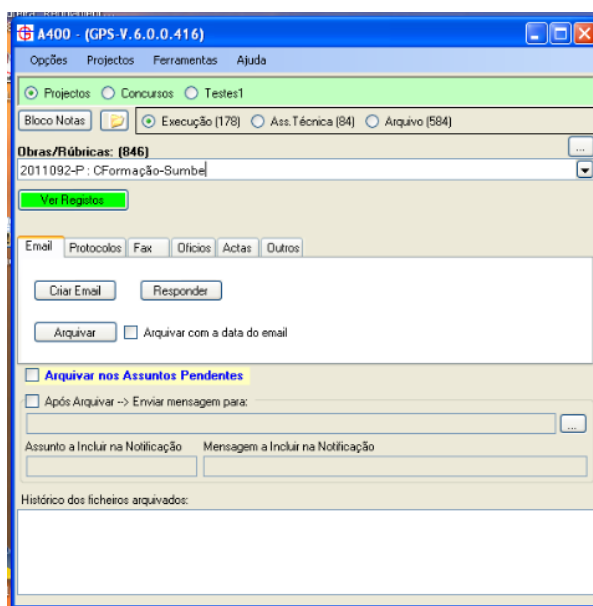 A400 - (GPS-V.6.0.0.416)
Opções Projectos Ferramentas Ajuda
Projectos Concursos Testes1
Bloco Notas Execução (178) Ass.Técnica (84) Arquivo (584)
Obras/Rúbricas: (846)
...
2011092-P : CFormação-Sumbe
Ver Registos
Email Protocolos Fax Ofícios Actas Outros
Criar Email Responder
Arquivar Arquivar com a data do email
Arquivar nos Assuntos Pendentes
Após Arquivar --> Enviar mensagem para:
...
Assunto a Incluir na Notificação Mensagem a Incluir na Notificação
Histórico dos ficheiros arquivados: